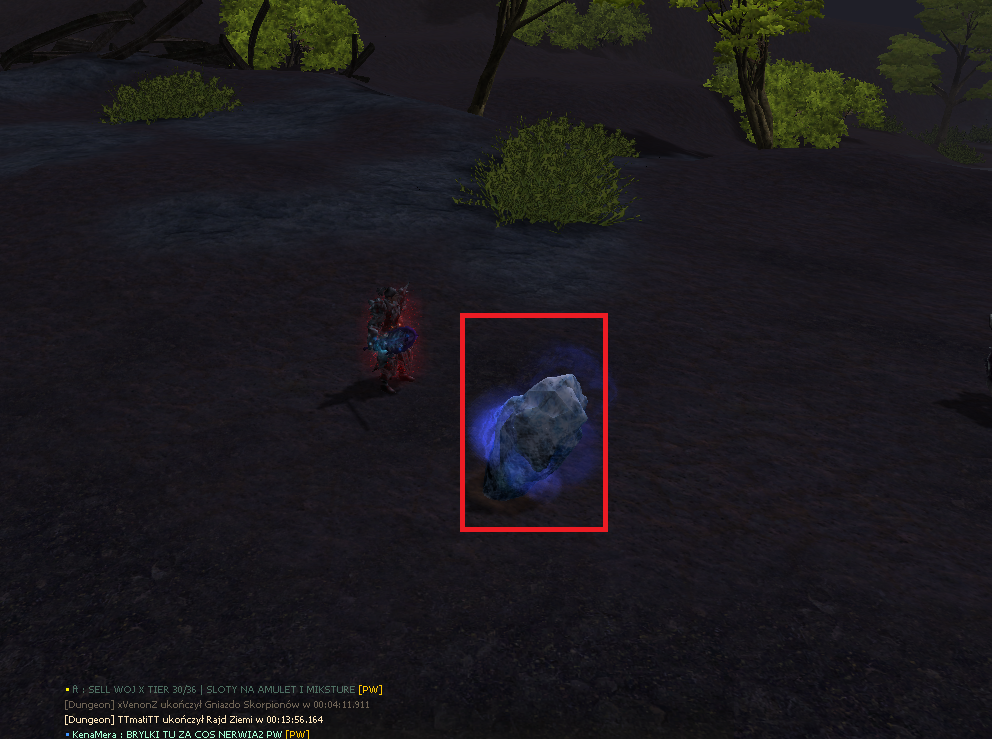 ft : SELL WOJ X TIER 30/36 | SLOTY NA AMULET I MIKSTURE [PW]
[Dungeon] xVenonZ ukończył Gniazdo Skorpionów w 00:04:11.911
[Dungeon] TTmatiTT ukończył Rajd Ziemi w 00:13:56.164
KenaMera : BRYLKI TU ZA COS NERWIA2 PW [PW]